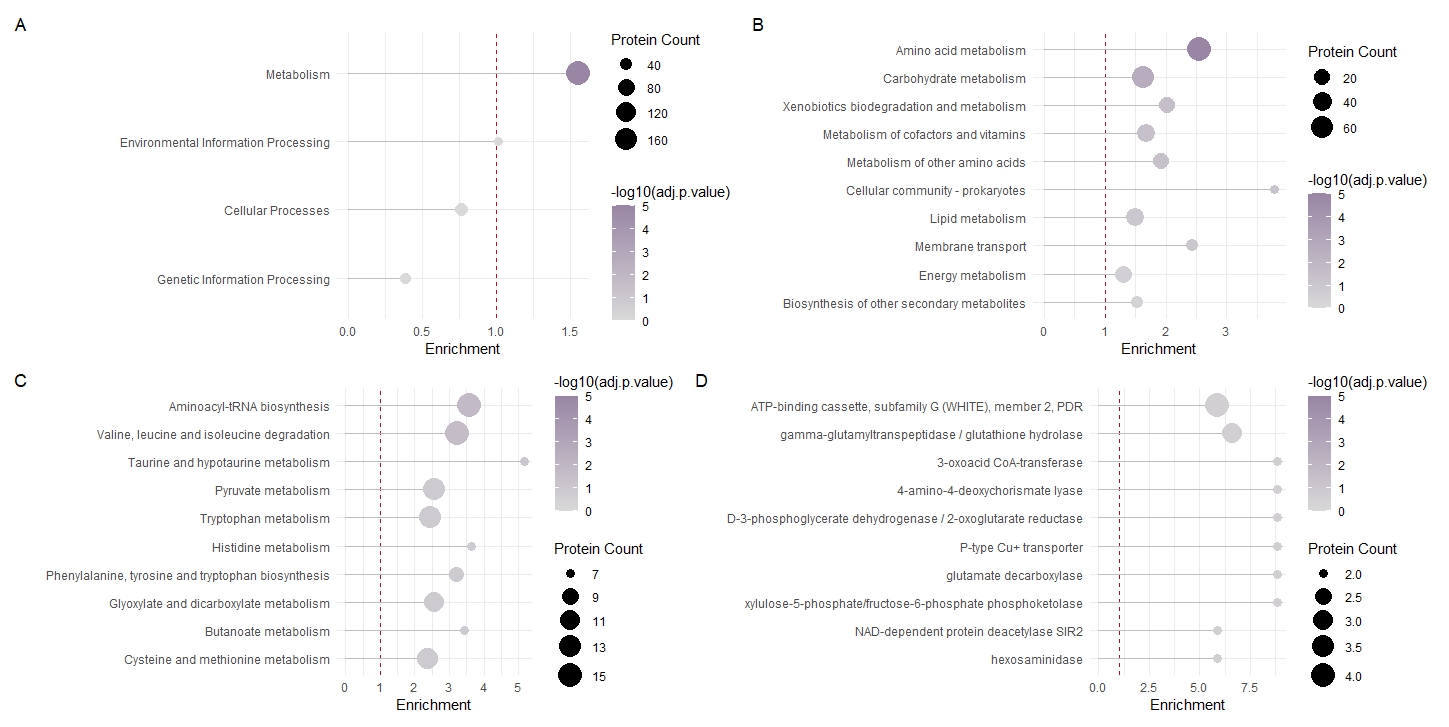 A
Metabolism
Environmental Information Processing
Cellular Processes
Genetic Information Processing
0.0 0.5 1.0 1.5
Enrichment
Protein Count
40
80
120
160
-log10(adj.p.value)
5
4
3
2
1
0
B
Amino acid metabolism
Carbohydrate metabolism
Xenobiotics biodegradation and metabolism
Metabolism of cofactors and vitamins
Metabolism of other amino acids
Cellular community - prokaryotes
Lipid metabolism
Membrane transport
Energy metabolism
Biosynthesis of other secondary metabolites
0 1 2 3
Enrichment
Protein Count
20
40
60
-log10(adj.p.value)
5
4
3
2
1
0
C
Aminoacyl-tRNA biosynthesis
Valine, leucine and isoleucine degradation
Taurine and hypotaurine metabolism
Pyruvate metabolism
Tryptophan metabolism
Histidine metabolism
Phenylalanine, tyrosine and tryptophan biosynthesis
Glyoxylate and dicarboxylate metabolism
Butanoate metabolism
Cysteine and methionine metabolism
0 1 2 3 4 5
Enrichment
-log10(adj.p.value)
5
4
3
2
1
0
Protein Count
7
9
11
13
15
D
ATP-binding cassette, subfamily G (WHITE), member 2, PDR
gamma-glutamyltranspeptidase / glutathione hydrolase
3-oxoacid CoA-transferase
4-amino-4-deoxychorismate lyase
D-3-phosphoglycerate dehydrogenase / 2-oxoglutarate reductase
P-type Cu+ transporter
glutamate decarboxylase
xylulose-5-phosphate/fructose-6-phosphate phosphoketolase
NAD-dependent protein deacetylase SIR2
hexosaminidase
0.0 2.5 5.0 7.5
Enrichment
-log10(adj.p.value)
5
4
3
2
1
0
Protein Count
2.0
2.5
3.0
3.5
4.0